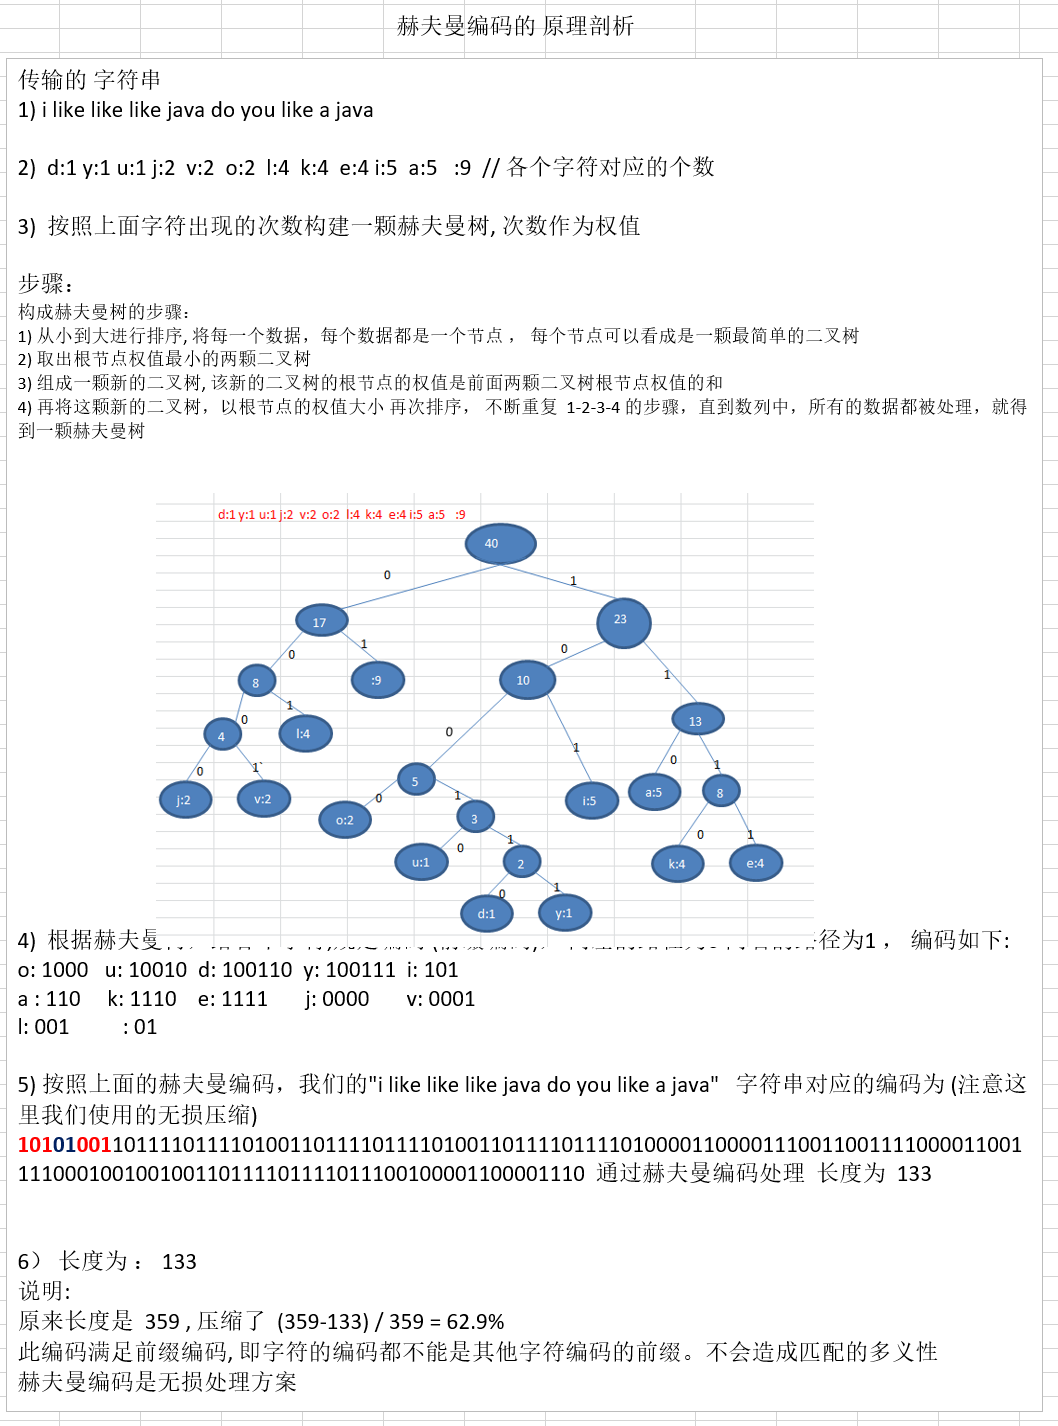 赫夫曼编码的 原理剖析
传输的 字符串
1) i like like like java do you like a java
2) d:1 y:1 u:1 j:2 v:2 o:2 l:4 k:4 e:4 i:5 a:5 :9 // 各个字符对应的个数
3) 按照上面字符出现的次数构建一颗赫夫曼树, 次数作为权值
步骤：
构成赫夫曼树的步骤：
1) 从小到大进行排序, 将每一个数据，每个数据都是一个节点 ， 每个节点可以看成是一颗最简单的二叉树
2) 取出根节点权值最小的两颗二叉树
3) 组成一颗新的二叉树, 该新的二叉树的根节点的权值是前面两颗二叉树根节点权值的和
4) 再将这颗新的二叉树，以根节点的权值大小 再次排序， 不断重复 1-2-3-4 的步骤，直到数列中，所有的数据都被处理，就得
到一颗赫夫曼树
d:1 y:1 u:1 j:2 v:2 o:2 l:4 k:4 e:4 i:5 a:5 :9
40
0 1
17 23
0 1 0 1
8 :9 10 13
0 1 0 1 0 1
4 l:4 5 i:5 a:5 8
0 1` 0 1 0 1
j:2 v:2 o:2 3 k:4 e:4
0 1
u:1 2
0 1
d:1 y:1
4) 根据赫夫曼 径为1 ， 编码如下:
o: 1000 u: 10010 d: 100110 y: 100111 i: 101
a : 110 k: 1110 e: 1111 j: 0000 v: 0001
l: 001 : 01
5) 按照上面的赫夫曼编码，我们的"i like like like java do you like a java" 字符串对应的编码为 (注意这
里我们使用的无损压缩)
1010100110111101111010011011110111101001101111011110100001100001110011001111000011001
111000100100100110111101111011100100001100001110 通过赫夫曼编码处理 长度为 133
6） 长度为 ： 133
说明:
原来长度是 359 , 压缩了 (359-133) / 359 = 62.9%
此编码满足前缀编码, 即字符的编码都不能是其他字符编码的前缀。不会造成匹配的多义性
赫夫曼编码是无损处理方案